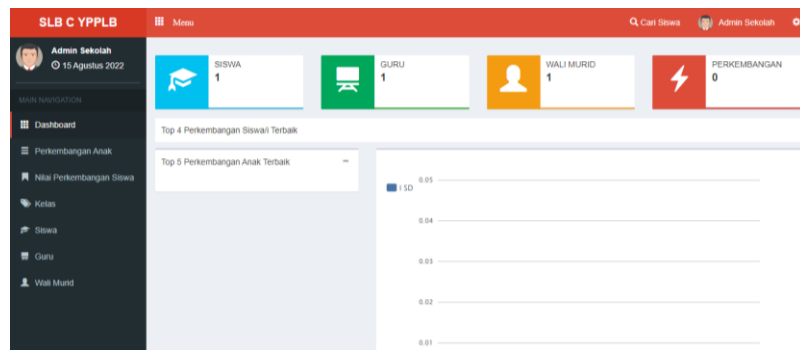 SLB C YPPLB
Menu
Cari Siswa
Admin Sekolah
Admin Sekolah
15 Agustus 2022
MAIN NAVIGATION
Dashboard
Perkembangan Anak
Nilai Perkembangan Siswa
Kelas
Siswa
Guru
Wali Murid
SISWA
1
GURU
1
WALI MURID
1
PERKEMBANGAN
0
Top 4 Perkembangan Siswa/i Terbaik
Top 5 Perkembangan Anak Terbaik
I SD
0.05
0.04
0.03
0.02
0.01